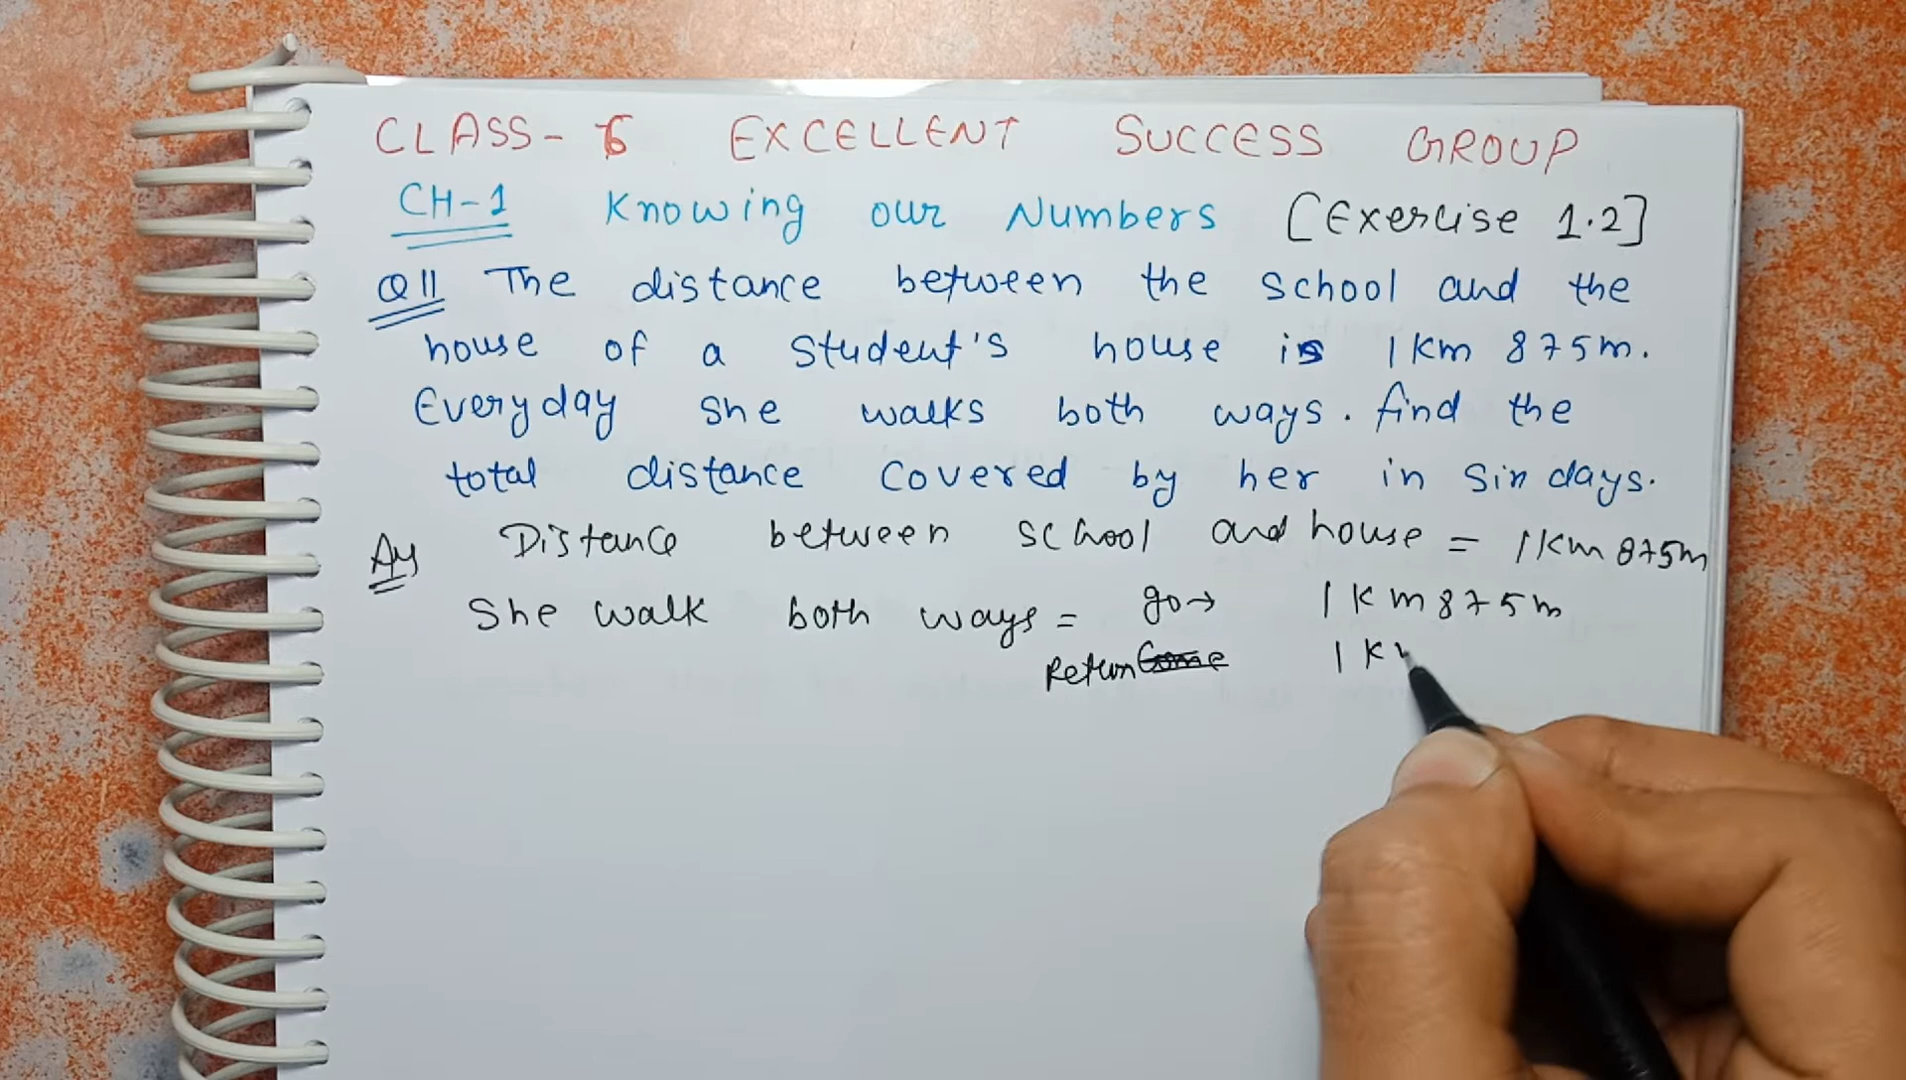 CLASS-6 EXCELLENT SUCCESS GROUP
CH-1 Knowing our Numbers [Exercise 1.2]
Q11 The distance between the school and the
house of a student's house is 1km 875m.
Everyday she walks both ways. find the
total distance covered by her in six days.
Distance between school and house = 1km 875m
She walk both ways = go→ 1km 875m
Return 1 K